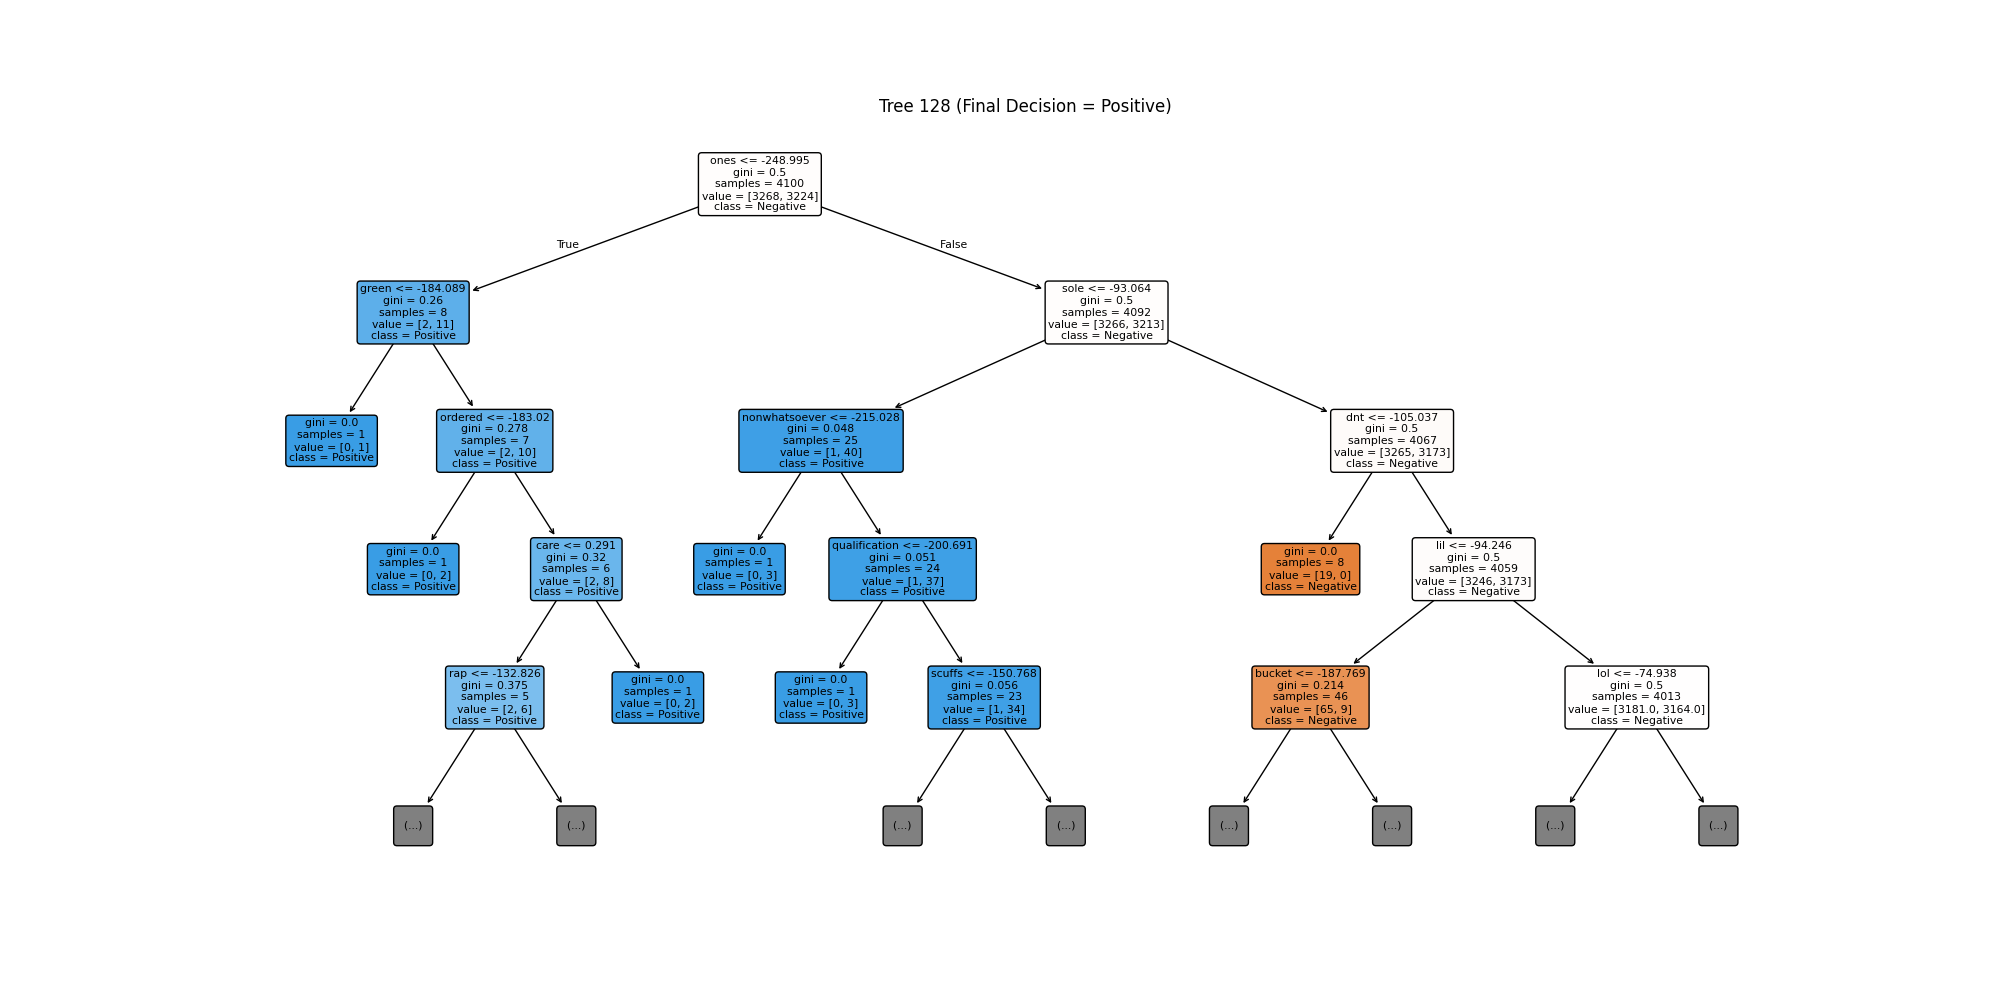 Tree 128 (Final Decision = Positive)
ones <= -248.995
gini = 0.5
samples = 4100
value = [3268, 3224]
class = Negative
True
False
green <= -184.089
gini = 0.26
samples = 8
value = [2, 11]
class = Positive
sole <= -93.064
gini = 0.5
samples = 4092
value = [3266, 3213]
class = Negative
gini = 0.0
samples = 1
value = [0, 1]
class = Positive
ordered <= -183.02
gini = 0.278
samples = 7
value = [2, 10]
class = Positive
nonwhatsoever <= -215.028
gini = 0.048
samples = 25
value = [1, 40]
class = Positive
dnt <= -105.037
gini = 0.5
samples = 4067
value = [3265, 3173]
class = Negative
gini = 0.0
samples = 1
value = [0, 2]
class = Positive
care <= 0.291
gini = 0.32
samples = 6
value = [2, 8]
class = Positive
gini = 0.0
samples = 1
value = [0, 3]
class = Positive
qualification <= -200.691
gini = 0.051
samples = 24
value = [1, 37]
class = Positive
gini = 0.0
samples = 8
value = [19, 0]
class = Negative
lil <= -94.246
gini = 0.5
samples = 4059
value = [3246, 3173]
class = Negative
rap <= -132.826
gini = 0.375
samples = 5
value = [2, 6]
class = Positive
gini = 0.0
samples = 1
value = [0, 2]
class = Positive
gini = 0.0
samples = 1
value = [0, 3]
class = Positive
scuffs <= -150.768
gini = 0.056
samples = 23
value = [1, 34]
class = Positive
bucket <= -187.769
gini = 0.214
samples = 46
value = [65, 9]
class = Negative
lol <= -74.938
gini = 0.5
samples = 4013
value = [3181.0, 3164.0]
class = Negative
(...)
(...)
(...)
(...)
(...)
(...)
(...)
(...)